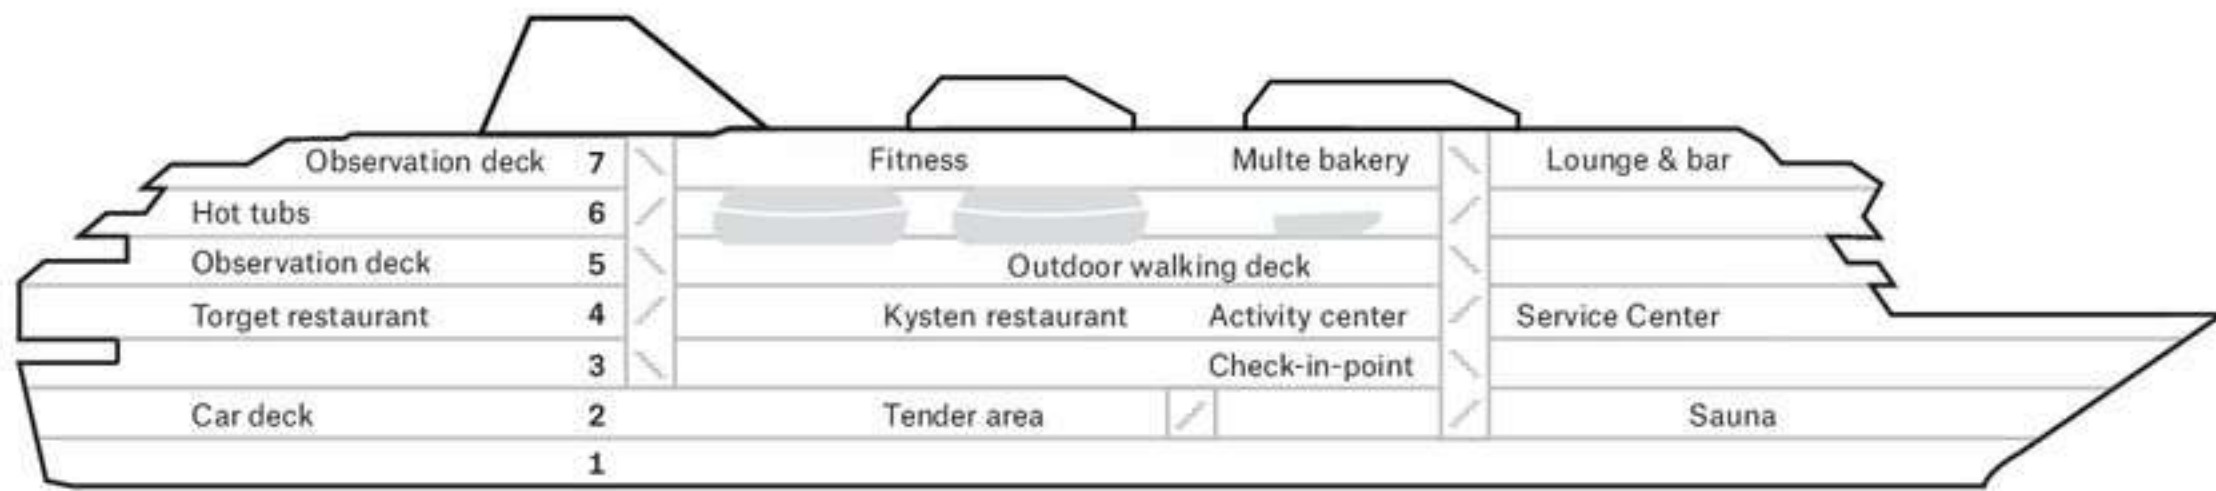 Observation deck 7 Fitness Multe bakery Lounge & bar
Hot tubs 6
Observation deck 5 Outdoor walking deck
Torget restaurant 4 Kysten restaurant Activity center Service Center
3 Check-in-point
Car deck 2 Tender area Sauna
1